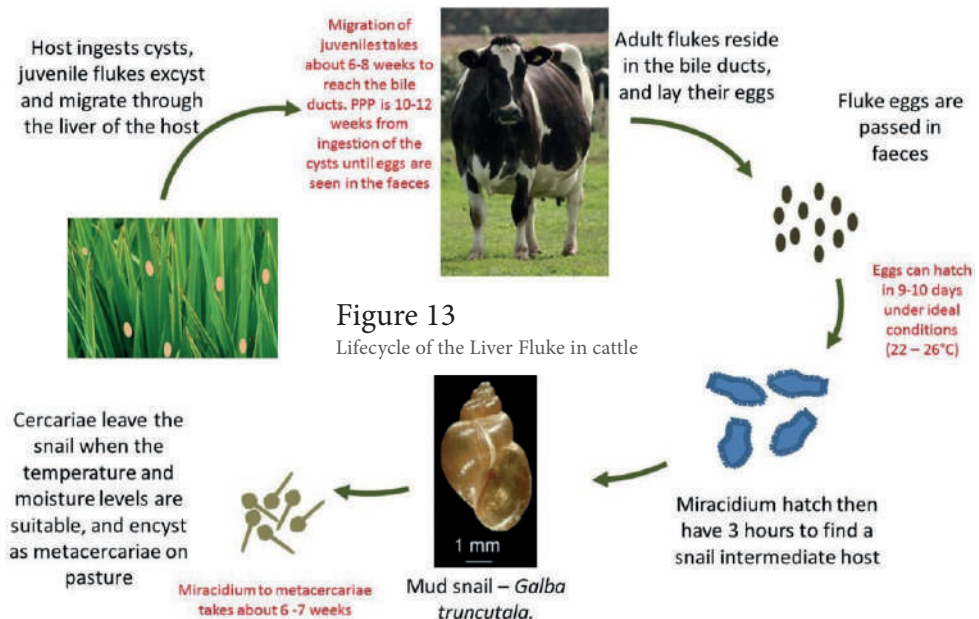 Host ingests cysts,
juvenile flukes excyst
and migrate through
the liver of the host
Migration of
juveniles takes
about 6-8 weeks to
reach the bile
ducts. PPP is 10-12
weeks from
ingestion of the
cysts until eggs are
seen in the faeces
Adult flukes reside
in the bile ducts,
and lay their eggs
Fluke eggs are
passed in
faeces
Eggs can hatch
in 9-10 days
under ideal
conditions
(22 – 26°C)
Figure 13
Lifecycle of the Liver Fluke in cattle
Miracidium hatch then
have 3 hours to find a
snail intermediate host
1 mm
Mud snail – Galba
truncutala.
Cercariae leave the
snail when the
temperature and
moisture levels are
suitable, and encyst
as metacercariae on
pasture
Miracidium to metacercariae
takes about 6 -7 weeks